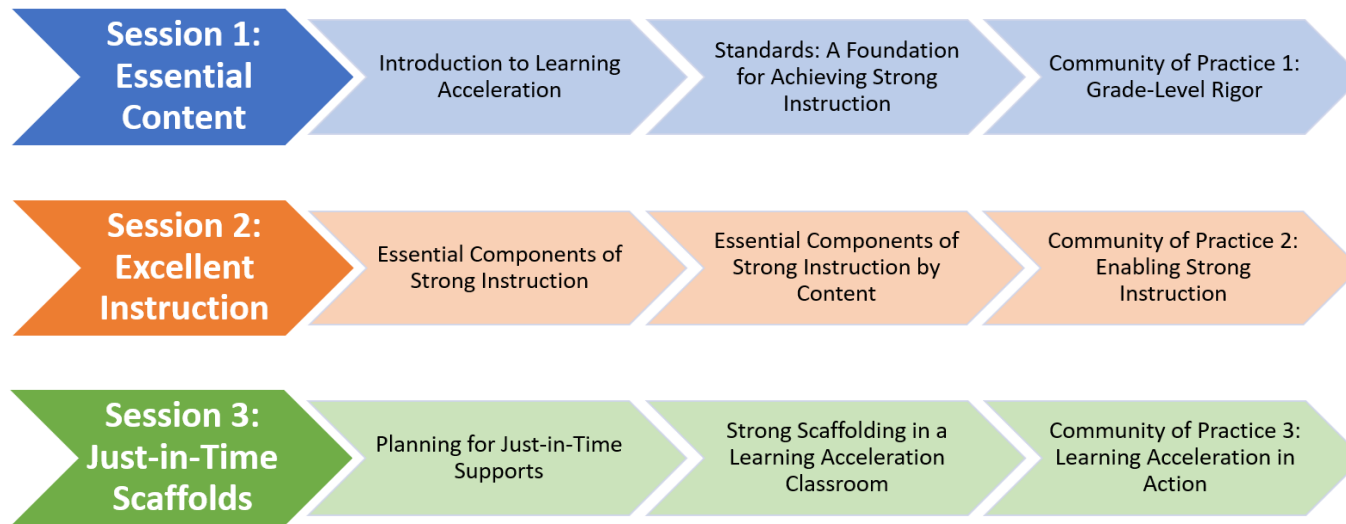 Session 1:
Essential
Content
Introduction to Learning
Acceleration
Standards: A Foundation
for Achieving Strong
Instruction
Community of Practice 1:
Grade-Level Rigor
Session 2:
Excellent
Instruction
Essential Components of
Strong Instruction
Essential Components of
Strong Instruction by
Content
Community of Practice 2:
Enabling Strong
Instruction
Session 3:
Just-in-Time
Scaffolds
Planning for Just-in-Time
Supports
Strong Scaffolding in a
Learning Acceleration
Classroom
Community of Practice 3:
Learning Acceleration in
Action